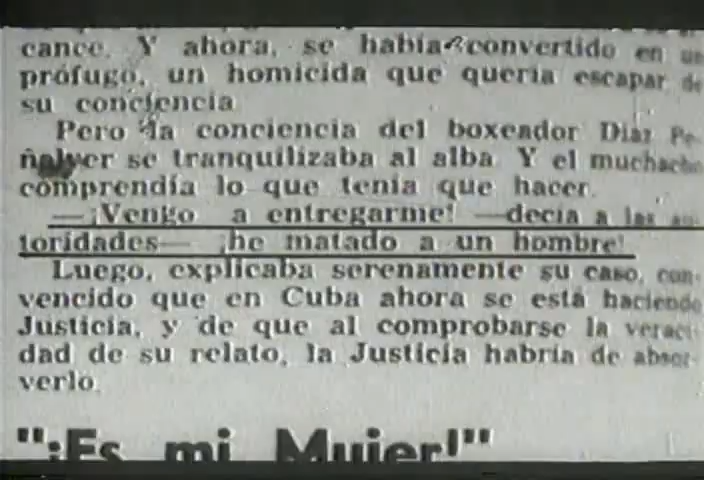 cance. Y ahora, se había convertido en un
prófugo, un homicida que quería escapar de
su conciencia
Pero la conciencia del boxeador Díaz Pe-
ñalver se tranquilizaba al alba. Y el muchacho
comprendía lo que tenía que hacer.
—¡Vengo a entregarme! —decía a las au-
toridades— ¡he matado a un hombre!
Luego, explicaba serenamente su caso, con-
vencido que en Cuba ahora se está haciendo
Justicia, y de que al comprobarse la veraci-
dad de su relato, la Justicia habría de absol-
verlo.
"¡Es mi Mujer!"